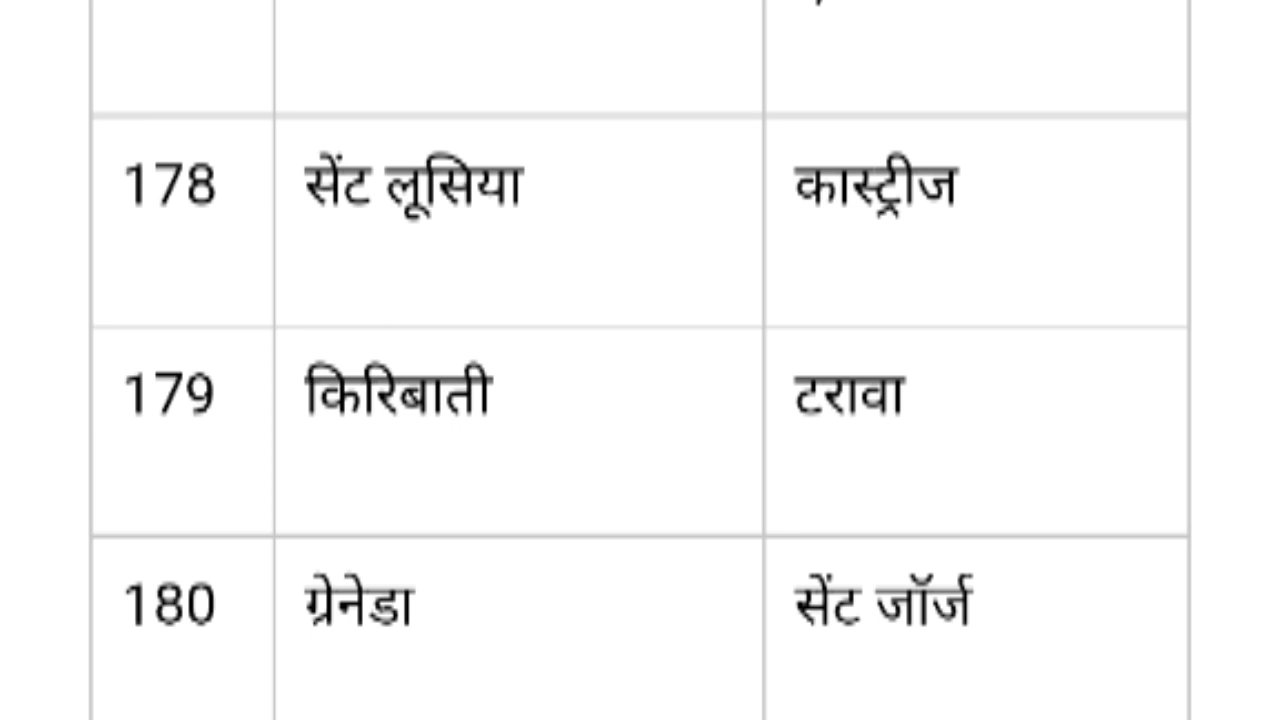 178 सेंट लूसिया कास्ट्रीज
179 किरिबाती टरावा
180 ग्रेनेडा सेंट जॉर्ज